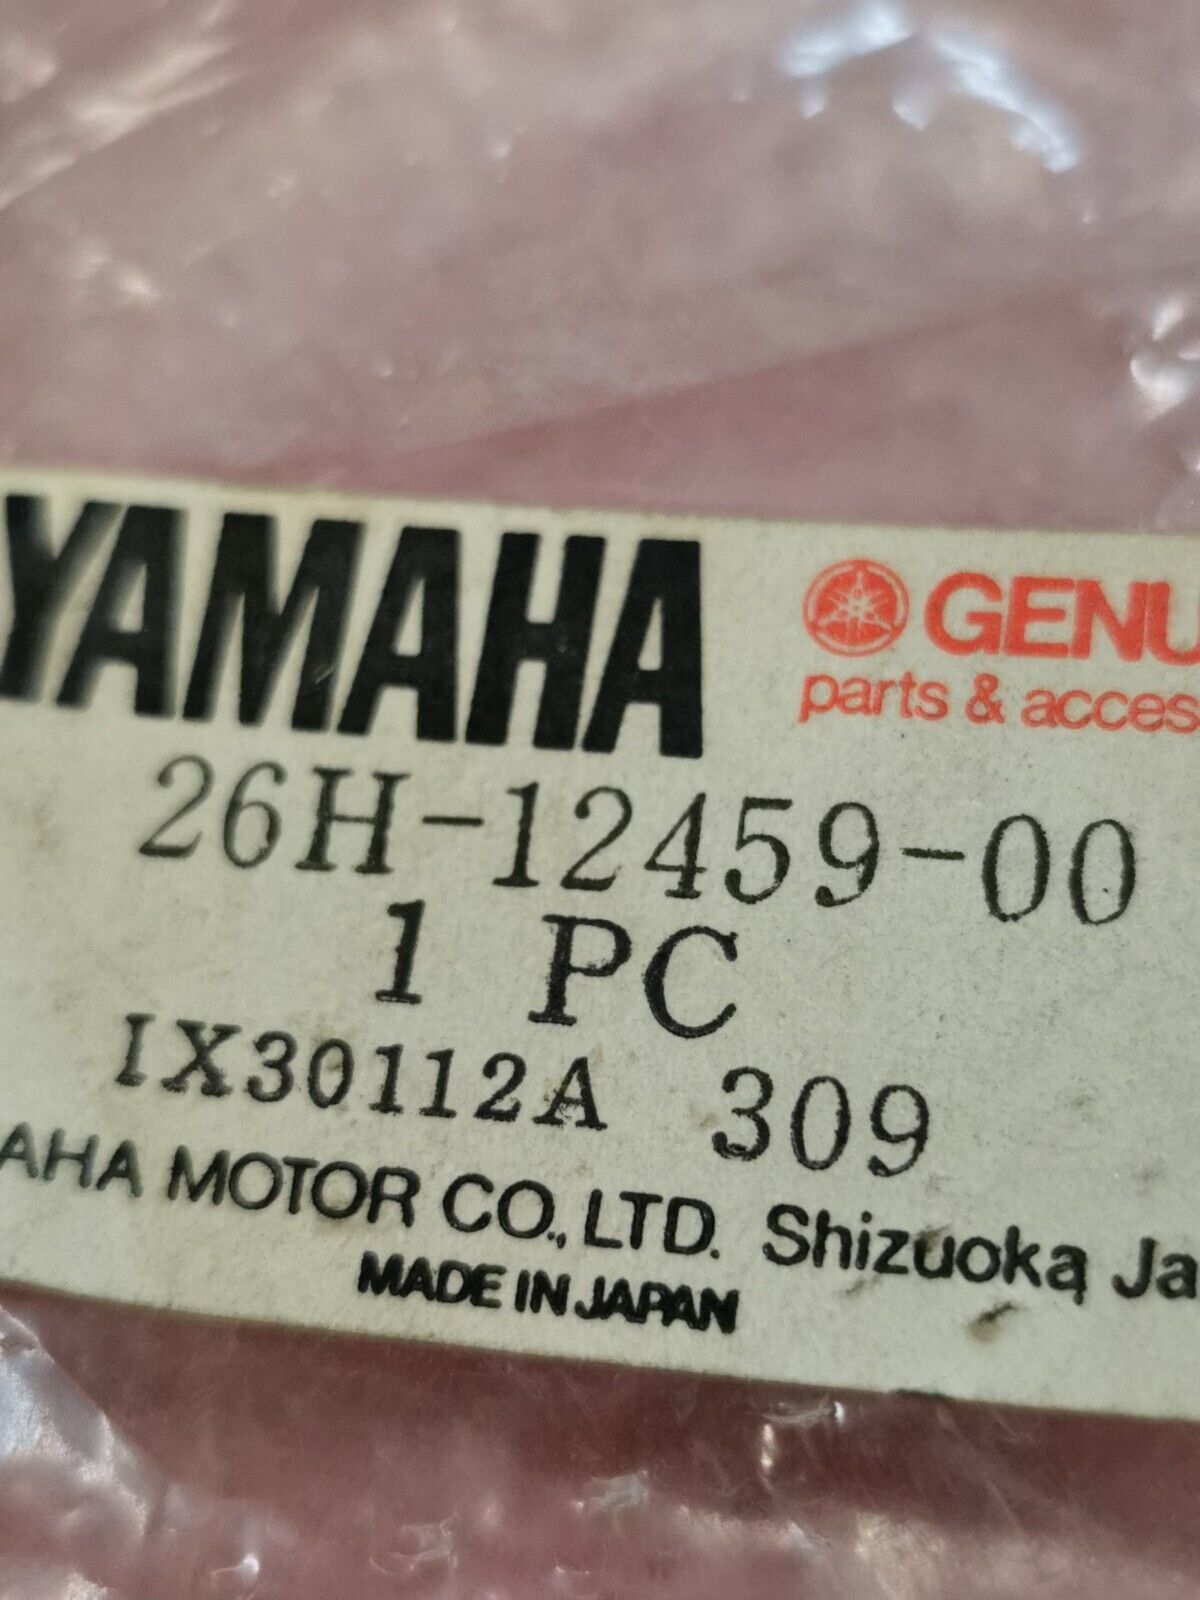 YAMAHA
GENU
parts & acces
26H-12459-00
1 PC
IX30112A 309
AHA MOTOR CO., LTD. Shizuoka, Ja
MADE IN JAPAN